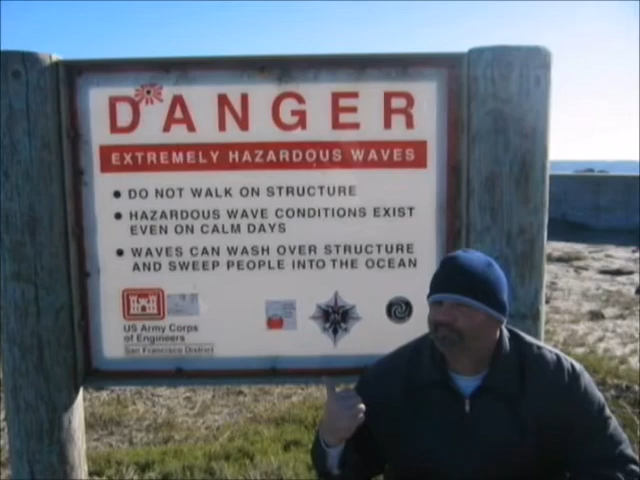 DANGER
EXTREMELY HAZARDOUS WAVES
• DO NOT WALK ON STRUCTURE
• HAZARDOUS WAVE CONDITIONS EXIST
EVEN ON CALM DAYS
• WAVES CAN WASH OVER STRUCTURE
AND SWEEP PEOPLE INTO THE OCEAN
US Army Corps
of Engineers
San Francisco District